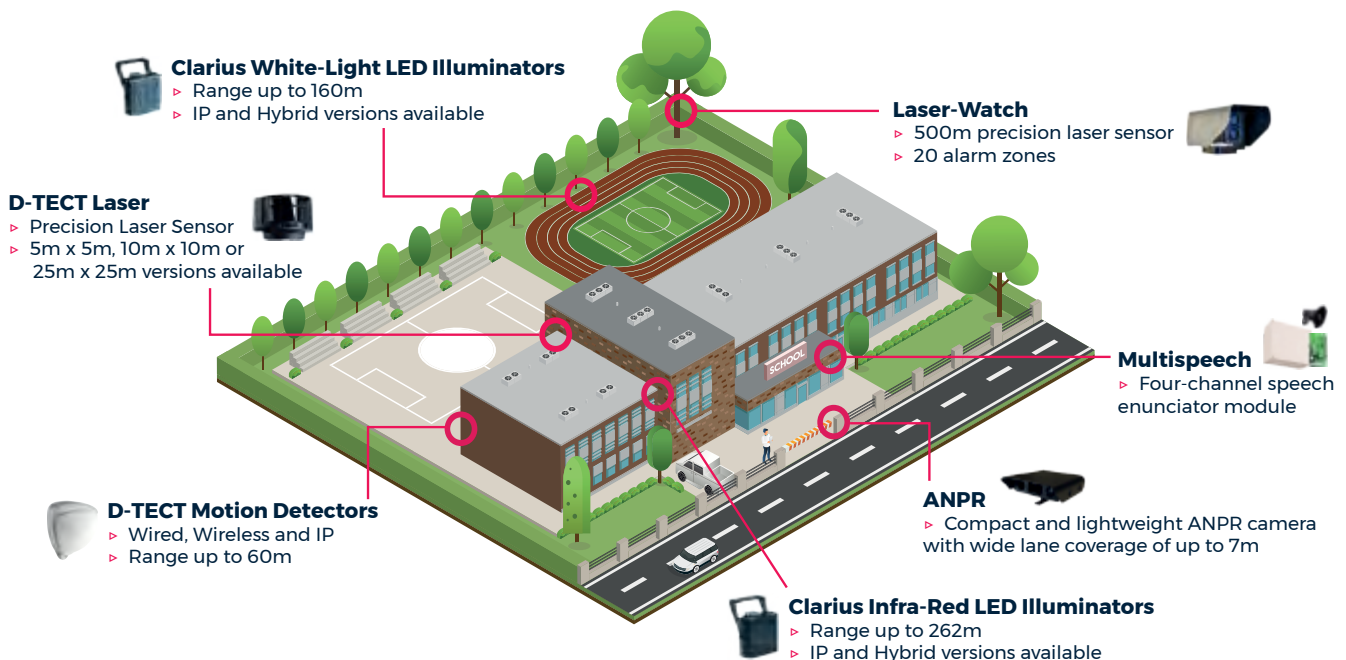 Clarius White-Light LED Illuminators
▹ Range up to 160m
▹ IP and Hybrid versions available
Laser-Watch
▹ 500m precision laser sensor
▹ 20 alarm zones
D-TECT Laser
▹ Precision Laser Sensor
▹ 5m x 5m, 10m x 10m or
25m x 25m versions available
SCHOOL
Multispeech
▹ Four-channel speech
enunciator module
D-TECT Motion Detectors
▹ Wired, Wireless and IP
▹ Range up to 60m
ANPR
▹ Compact and lightweight ANPR camera
with wide lane coverage of up to 7m
Clarius Infra-Red LED Illuminators
▹ Range up to 262m
▹ IP and Hybrid versions available